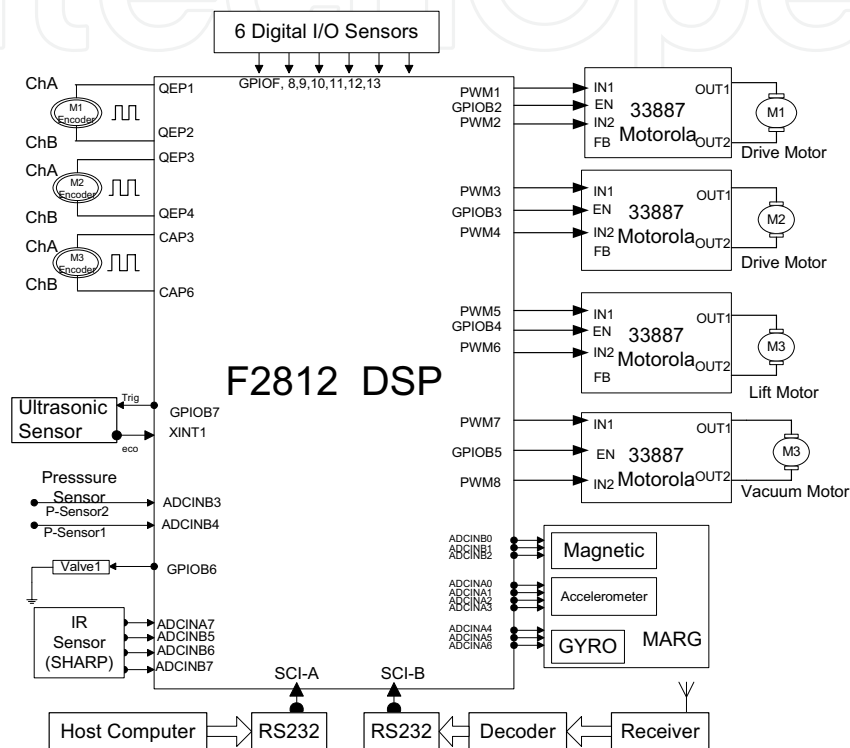 6 Digital I/O Sensors
GPIOF, 8,9,10,11,12,13
ChA
M1
Encoder
ChB
QEP1
QEP2
ChA
M2
Encoder
ChB
QEP3
QEP4
ChA
M3
Encoder
ChB
CAP3
CAP6
F2812 DSP
Ultrasonic
Sensor
Trig
eco
GPIOB7
XINT1
Presssure
Sensor
P-Sensor2
P-Sensor1
ADCINB3
ADCINB4
Valve1
GPIOB6
IR
Sensor
(SHARP)
ADCINA7
ADCINB5
ADCINB6
ADCINB7
PWM1
GPIOB2
PWM2
IN1
EN
IN2
FB
33887
Motorola
OUT1
OUT2
M1
Drive Motor
PWM3
GPIOB3
PWM4
IN1
EN
IN2
FB
33887
Motorola
OUT1
OUT2
M2
Drive Motor
PWM5
GPIOB4
PWM6
IN1
EN
IN2
FB
33887
Motorola
OUT1
OUT2
M3
Lift Motor
PWM7
GPIOB5
PWM8
IN1
EN
IN2
33887
Motorola
OUT1
OUT2
M3
Vacuum Motor
ADCINB0
ADCINB1
ADCINB2
Magnetic
ADCINA0
ADCINA1
ADCINA2
ADCINA3
Accelerometer
ADCINA4
ADCINA5
ADCINA6
GYRO
MARG
SCI-A
SCI-B
Host Computer
RS232
RS232
Decoder
Receiver